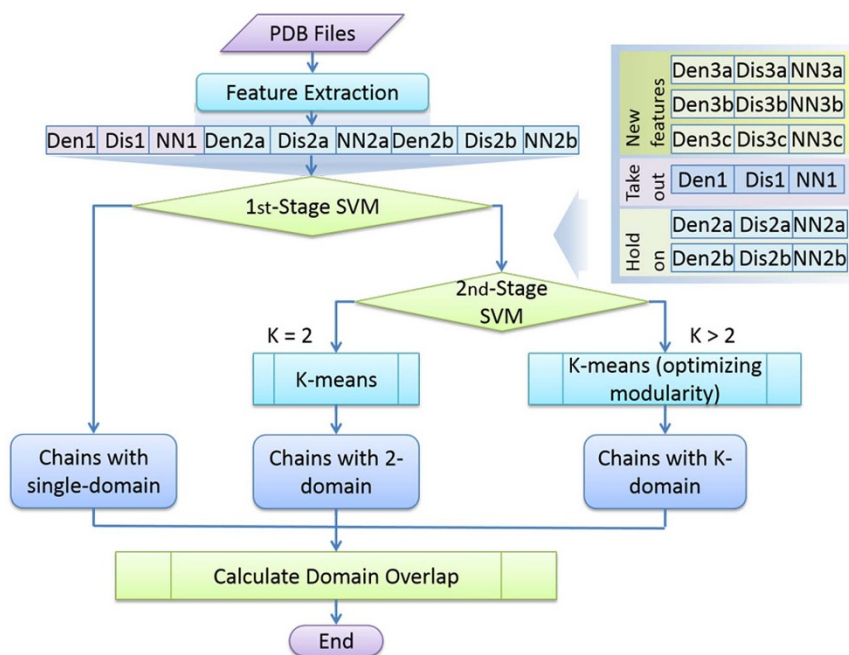 PDB Files
Feature Extraction
Den1 Dis1 NN1 Den2a Dis2a NN2a Den2b Dis2b NN2b
1st-Stage SVM
New
features
Den3a Dis3a NN3a
Den3b Dis3b NN3b
Den3c Dis3c NN3c
Take
out
Den1 Dis1 NN1
Hold
on
Den2a Dis2a NN2a
Den2b Dis2b NN2b
2nd-Stage
SVM
K = 2
K > 2
K-means
K-means (optimizing
modularity)
Chains with
single-domain
Chains with 2-
domain
Chains with K-
domain
Calculate Domain Overlap
End